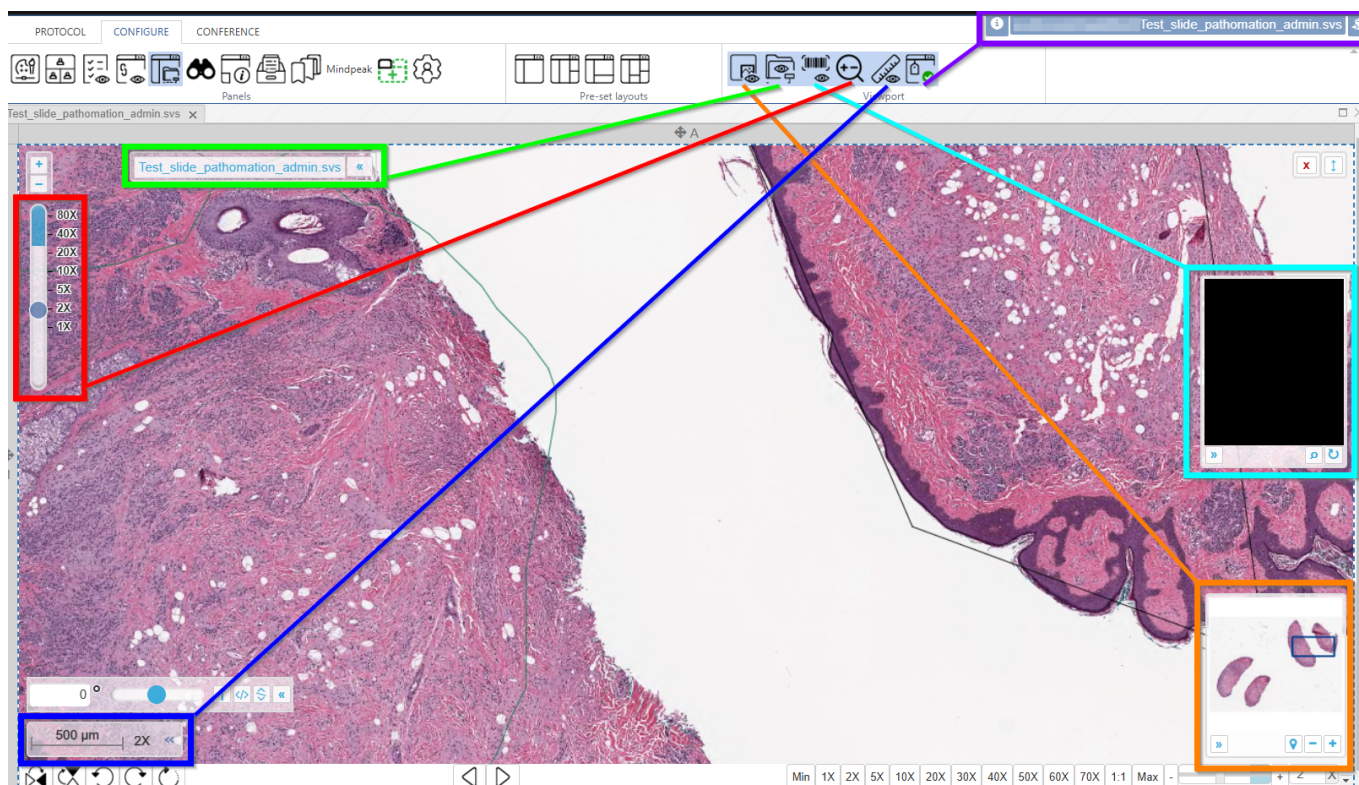 PROTOCOL CONFIGURE CONFERENCE
Test_slide_pathomation_admin.svs
Mindpeak
Panels Pre-set layouts Viewport
Test_slide_pathomation_admin.svs x
A
+
Test_slide_pathomation_admin.svs «
x
−
80X
40X
20X
10X
5X
2X
1X
»
0 °
</> «
500 µm 2X «
» − +
Min 1X 2X 5X 10X 20X 30X 40X 50X 60X 70X 1:1 Max - + 2 X